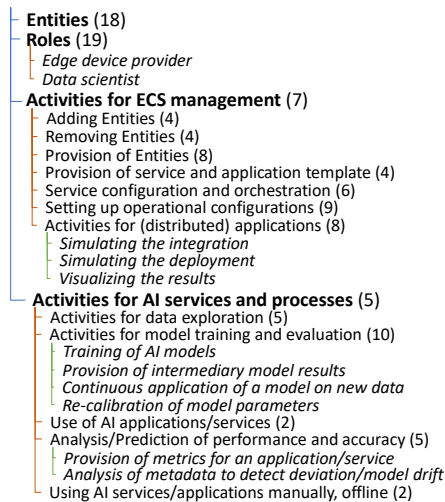 Entities (18)
Roles (19)
Edge device provider
Data scientist
Activities for ECS management (7)
Adding Entities (4)
Removing Entities (4)
Provision of Entities (8)
Provision of service and application template (4)
Service configuration and orchestration (6)
Setting up operational configurations (9)
Activities for (distributed) applications (8)
Simulating the integration
Simulating the deployment
Visualizing the results
Activities for AI services and processes (5)
Activities for data exploration (5)
Activities for model training and evaluation (10)
Training of AI models
Provision of intermediary model results
Continuous application of a model on new data
Re-calibration of model parameters
Use of AI applications/services (2)
Analysis/Prediction of performance and accuracy (5)
Provision of metrics for an application/service
Analysis of metadata to detect deviation/model drift
Using AI services/applications manually, offline (2)